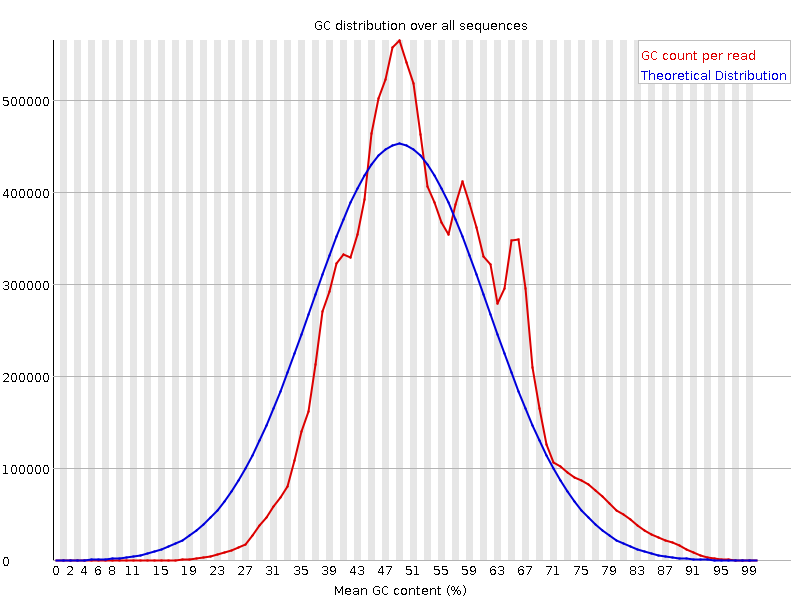 GC distribution over all sequences
GC count per read
Theoretical Distribution
500000
400000
300000
200000
100000
0
0 2 4 6 8 11 15 19 23 27 31 35 39 43 47 51 55 59 63 67 71 75 79 83 87 91 95 99
Mean GC content (%)